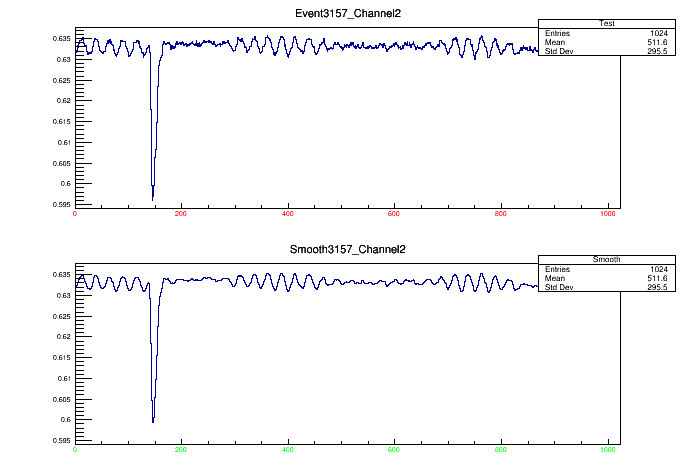 Event3157_Channel2
Test
Entries 1024
Mean 511.6
Std Dev 295.5
0.635
0.63
0.625
0.62
0.615
0.61
0.605
0.6
0.595
0 200 400 600 800 1000
Smooth3157_Channel2
Smooth
Entries 1024
Mean 511.6
Std Dev 295.5
0.635
0.63
0.625
0.62
0.615
0.61
0.605
0.6
0.595
0 200 400 600 800 1000